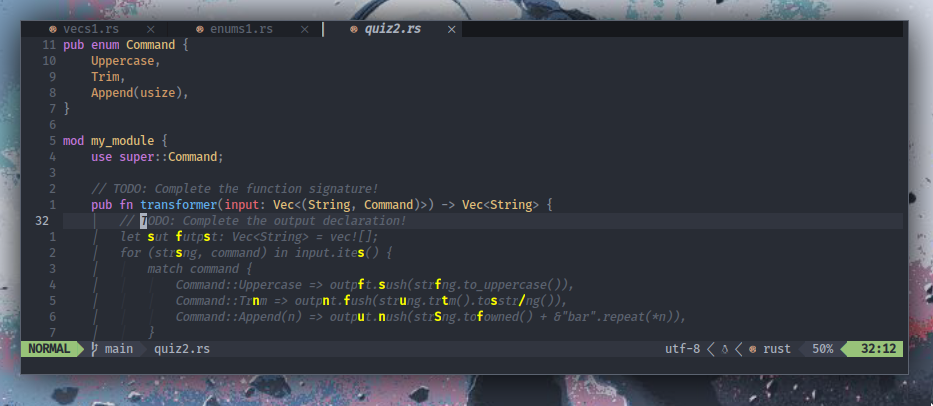 vecs1.rs × enums1.rs × quiz2.rs ×
11 pub enum Command {
10 Uppercase,
9 Trim,
8 Append(usize),
7 }
6
5 mod my_module {
4 use super::Command;
3
2 // TODO: Complete the function signature!
1 pub fn transformer(input: Vec<(String, Command)>) -> Vec<String> {
32 // TODO: Complete the output declaration!
1 let sut futpst: Vec<String> = vec![];
2 for (strsng, command) in input.ites() {
3 match command {
4 Command::Uppercase => outpft.sush(strfng.to_uppercase()),
5 Command::Trnm => outpnt.fush(strung.trtm().tosstr/ng()),
6 Command::Append(n) => output.nush(strSng.tofowned() + &"bar".repeat(*n)),
7 }
NORMAL main quiz2.rs utf-8 rust 50% 32:12